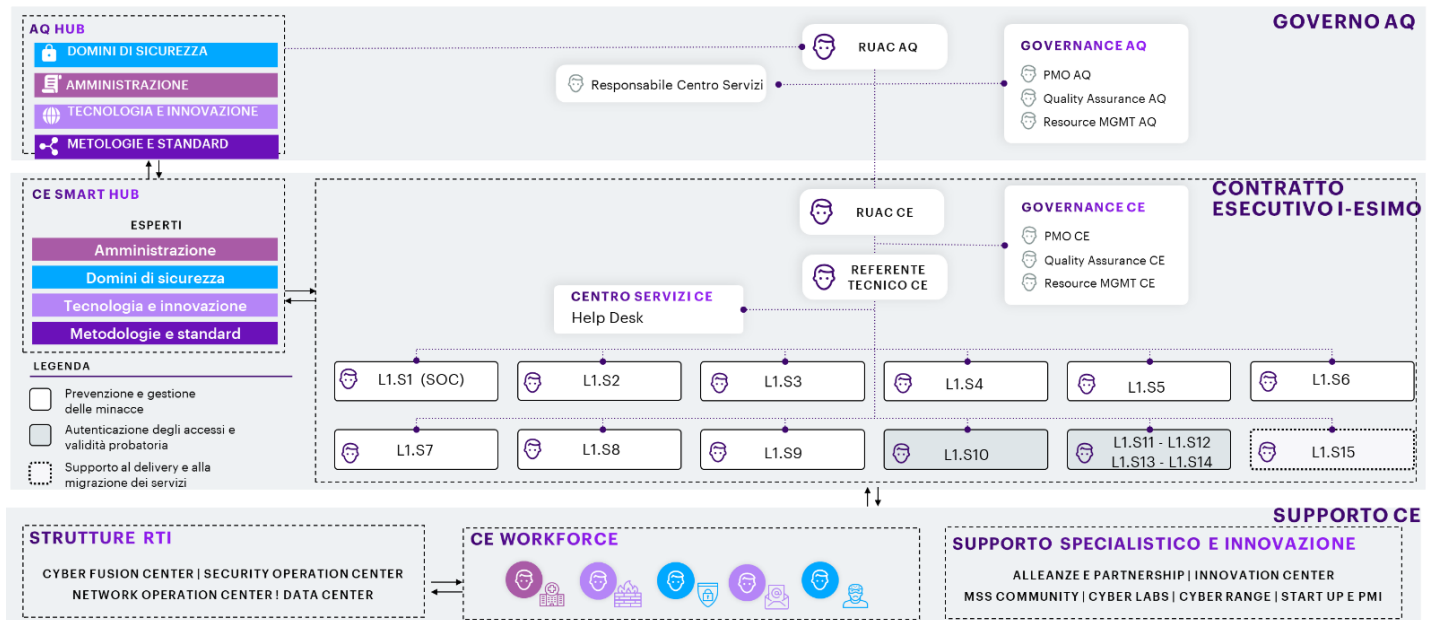 GOVERNO AQ
AQ HUB
DOMINI DI SICUREZZA
AMMINISTRAZIONE
TECNOLOGIA E INNOVAZIONE
METOLOGIE E STANDARD
RUAC AQ
Responsabile Centro Servizi
GOVERNANCE AQ
PMO AQ
Quality Assurance AQ
Resource MGMT AQ
CE SMART HUB
ESPERTI
Amministrazione
Domini di sicurezza
Tecnologia e innovazione
Metodologie e standard
LEGENDA
Prevenzione e gestione
delle minacce
Autenticazione degli accessi e
validità probatoria
Supporto al delivery e alla
migrazione dei servizi
CONTRATTO
ESECUTIVO I-ESIMO
RUAC CE
GOVERNANCE CE
PMO CE
Quality Assurance CE
Resource MGMT CE
REFERENTE
TECNICO CE
CENTRO SERVIZI CE
Help Desk
L1.S1 (SOC)
L1.S2
L1.S3
L1.S4
L1.S5
L1.S6
L1.S7
L1.S8
L1.S9
L1.S10
L1.S11 - L1.S12
L1.S13 - L1.S14
L1.S15
SUPPORTO CE
STRUTTURE RTI
CYBER FUSION CENTER | SECURITY OPERATION CENTER
NETWORK OPERATION CENTER ! DATA CENTER
CE WORKFORCE
SUPPORTO SPECIALISTICO E INNOVAZIONE
ALLEANZE E PARTNERSHIP | INNOVATION CENTER
MSS COMMUNITY | CYBER LABS | CYBER RANGE | START UP E PMI